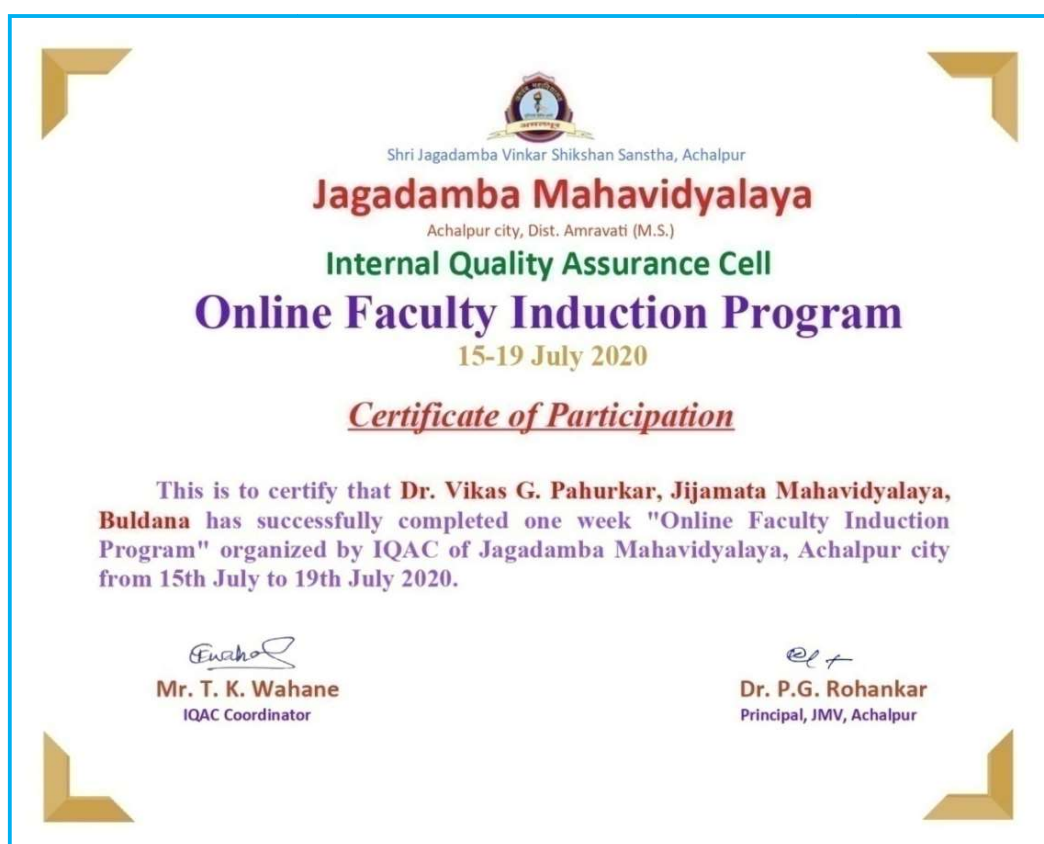 Shri Jagadamba Vinkar Shikshan Sanstha, Achalpur
Jagadamba Mahavidyalaya
Achalpur city, Dist. Amravati (M.S.)
Internal Quality Assurance Cell
Online Faculty Induction Program
15-19 July 2020
Certificate of Participation
This is to certify that Dr. Vikas G. Pahurkar, Jijamata Mahavidyalaya,
Buldana has successfully completed one week "Online Faculty Induction
Program" organized by IQAC of Jagadamba Mahavidyalaya, Achalpur city
from 15th July to 19th July 2020.
Mr. T. K. Wahane
IQAC Coordinator
Dr. P.G. Rohankar
Principal, JMV, Achalpur